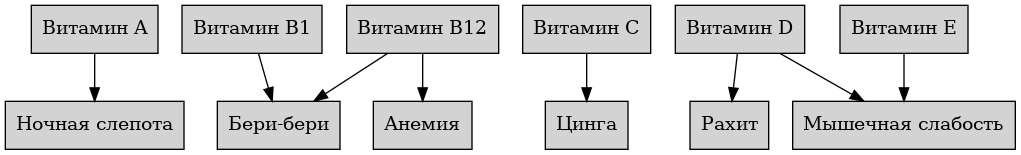 Витамин A
Витамин B1
Витамин B12
Витамин C
Витамин D
Витамин E
Ночная слепота
Бери-бери
Анемия
Цинга
Рахит
Мышечная слабость